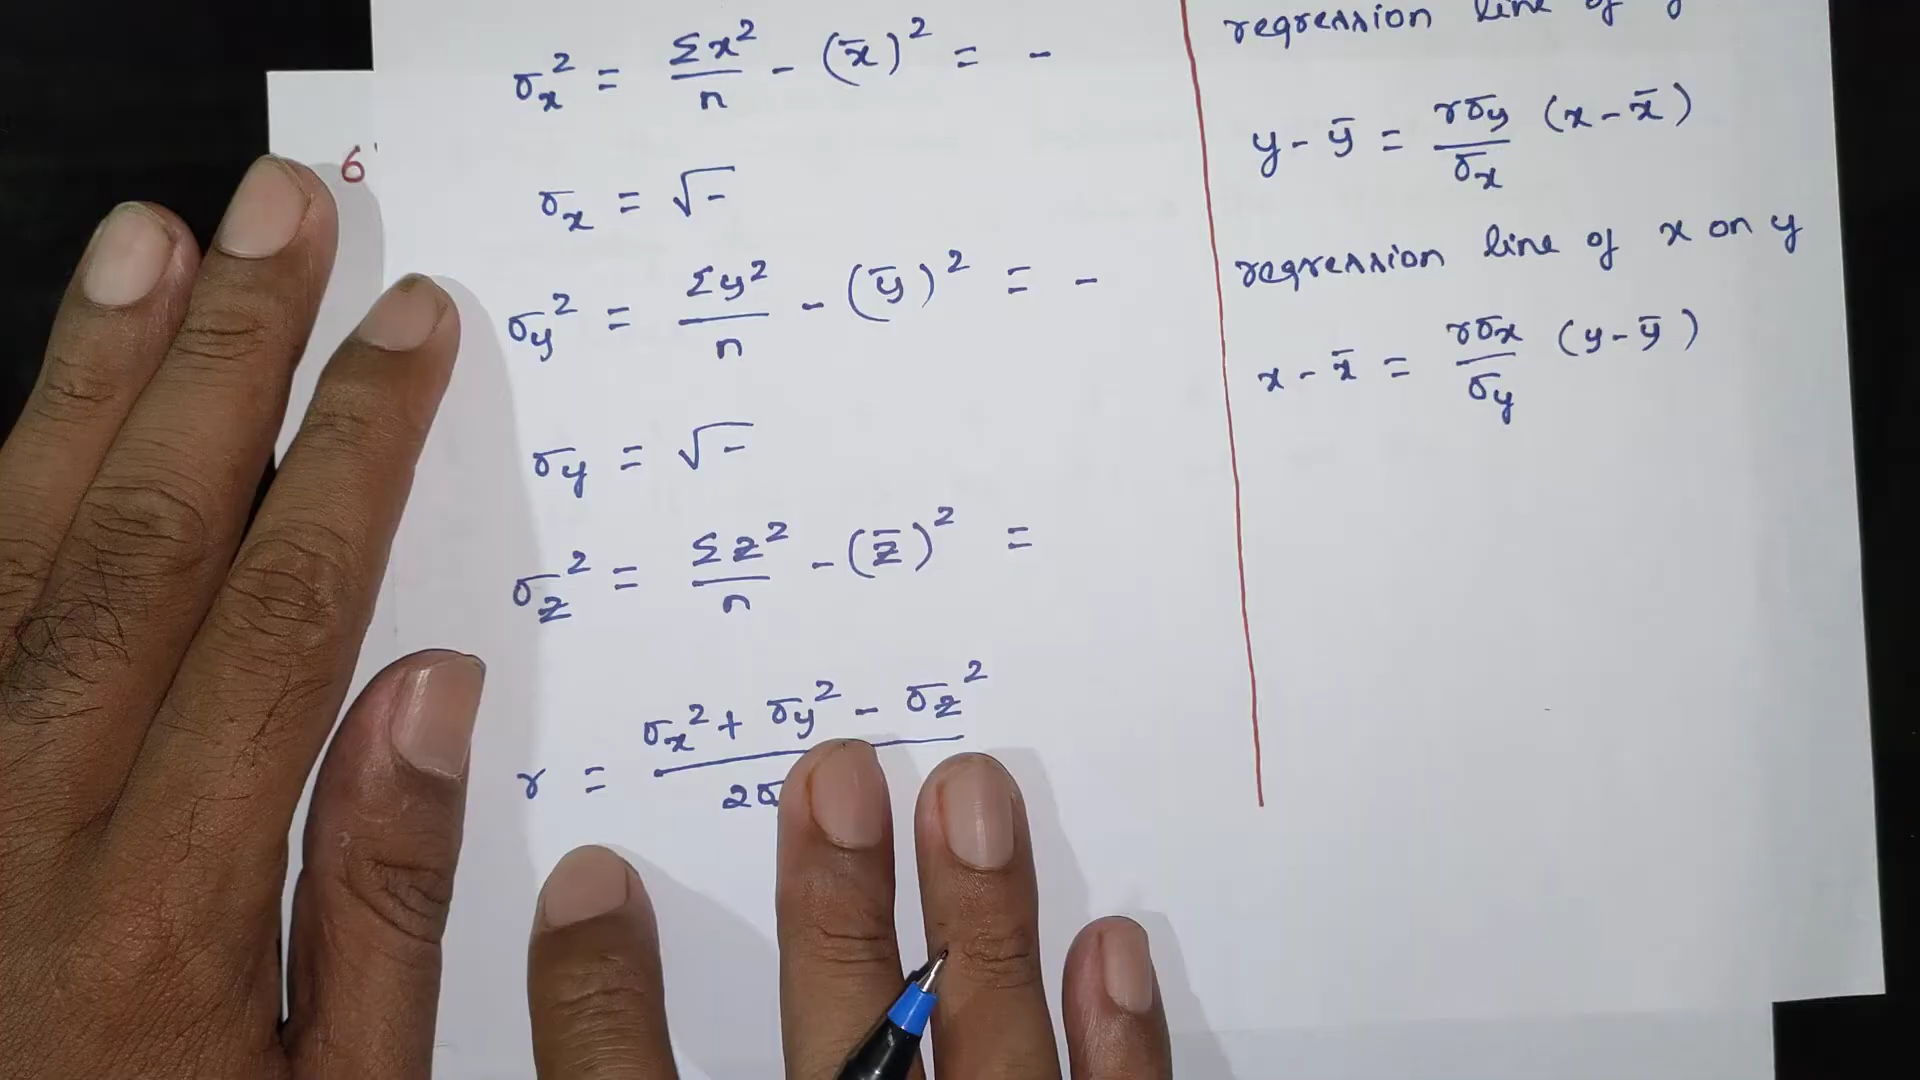 σx² = Σx²/n - (x̄)² = -
σx = √-
σy² = Σy²/n - (ȳ)² = -
σy = √-
σz² = Σz²/n - (z̄)² =
r = σx² + σy² - σz² / 2σ
6
regression line of y
y - ȳ = rσy/σx (x - x̄)
regression line of x on y
x - x̄ = rσx/σy (y - ȳ)